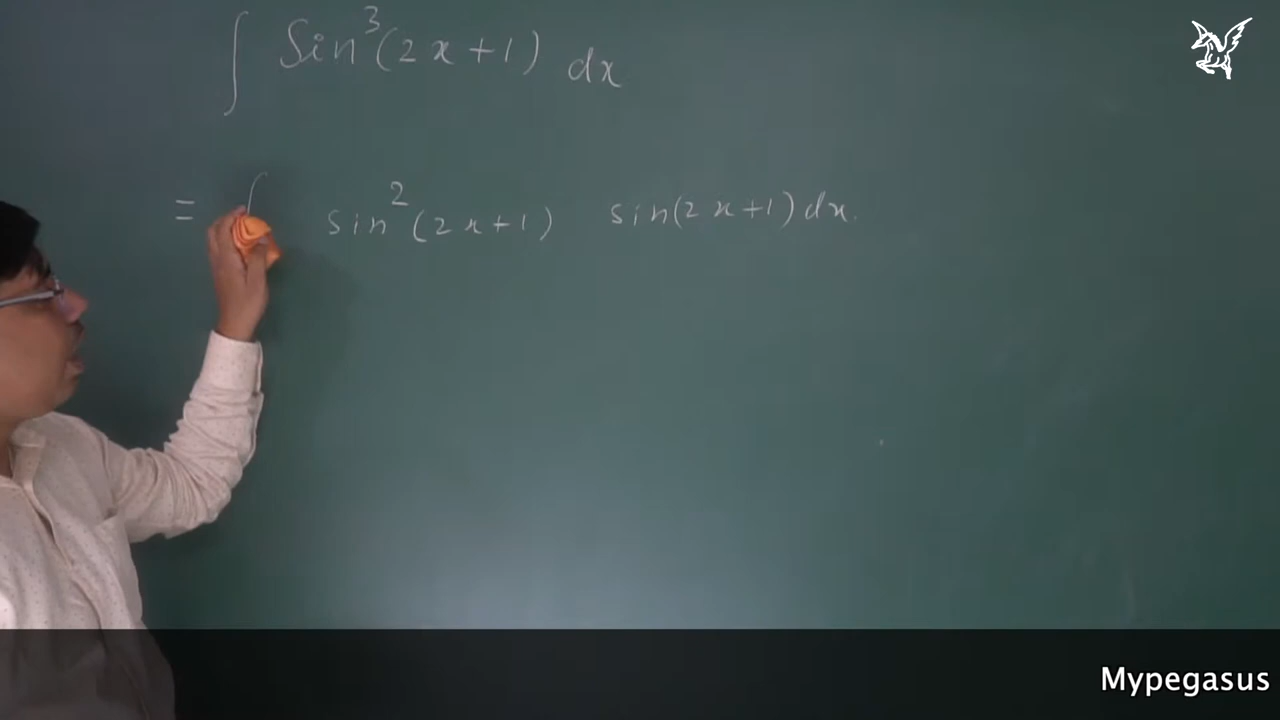 ∫ Sin³(2x+1) dx
= ∫ sin²(2x+1) sin(2x+1) dx.
Mypegasus